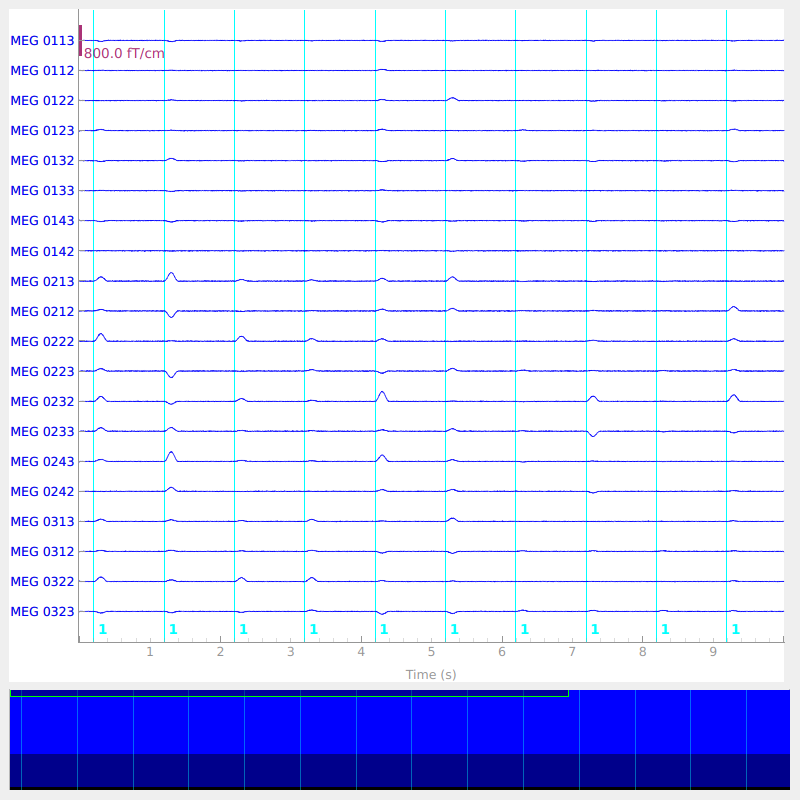 MEG 0113
800.0 fT/cm
MEG 0112
MEG 0122
MEG 0123
MEG 0132
MEG 0133
MEG 0143
MEG 0142
MEG 0213
MEG 0212
MEG 0222
MEG 0223
MEG 0232
MEG 0233
MEG 0243
MEG 0242
MEG 0313
MEG 0312
MEG 0322
MEG 0323
1 1 1 1 1 1 1 1 1 1
1 2 3 4 5 6 7 8 9
Time (s)